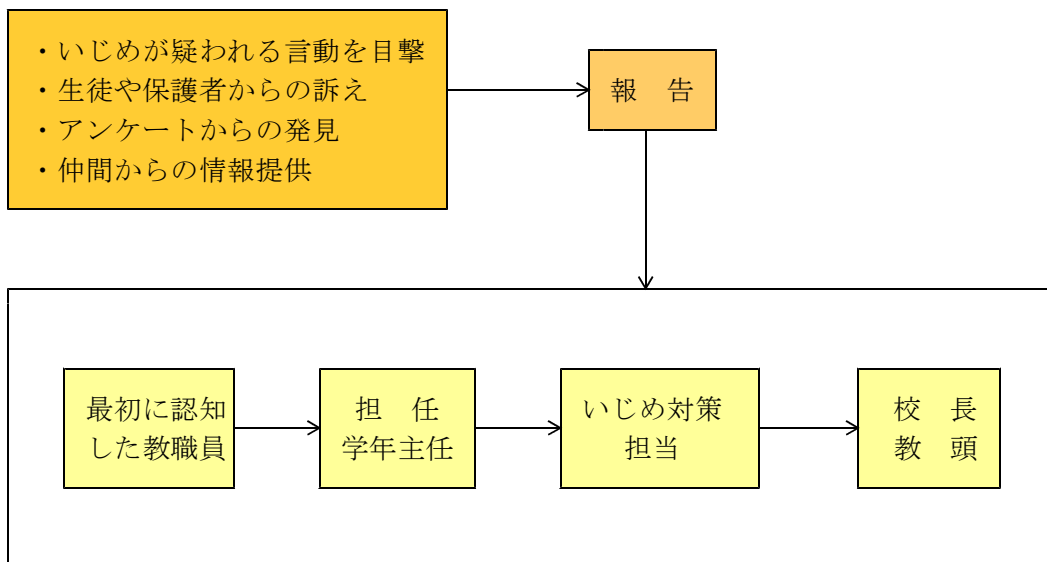 ・いじめが疑われる言動を目撃
・生徒や保護者からの訴え
・アンケートからの発見
・仲間からの情報提供
報　告
最初に認知
した教職員
担　任
学年主任
いじめ対策
担当
校　長
教　頭